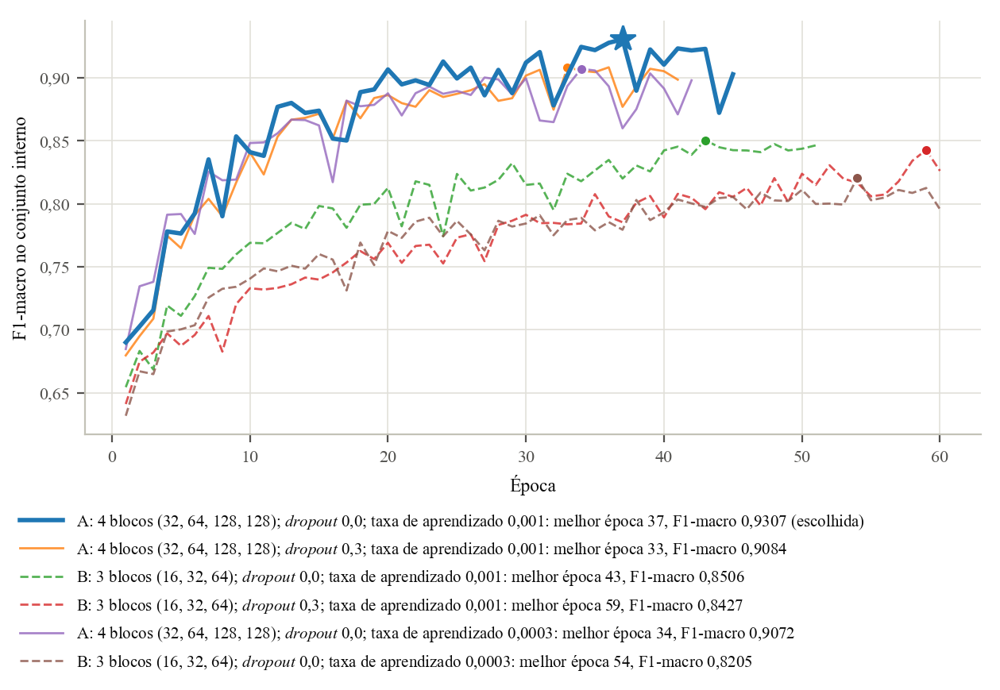 F1-macro no conjunto interno
0,90
0,85
0,80
0,75
0,70
0,65
0 10 20 30 40 50 60
Época
A: 4 blocos (32, 64, 128, 128); dropout 0,0; taxa de aprendizado 0,001: melhor época 37, F1-macro 0,9307 (escolhida)
A: 4 blocos (32, 64, 128, 128); dropout 0,3; taxa de aprendizado 0,001: melhor época 33, F1-macro 0,9084
B: 3 blocos (16, 32, 64); dropout 0,0; taxa de aprendizado 0,001: melhor época 43, F1-macro 0,8506
B: 3 blocos (16, 32, 64); dropout 0,3; taxa de aprendizado 0,001: melhor época 59, F1-macro 0,8427
A: 4 blocos (32, 64, 128, 128); dropout 0,0; taxa de aprendizado 0,0003: melhor época 34, F1-macro 0,9072
B: 3 blocos (16, 32, 64); dropout 0,0; taxa de aprendizado 0,0003: melhor época 54, F1-macro 0,8205